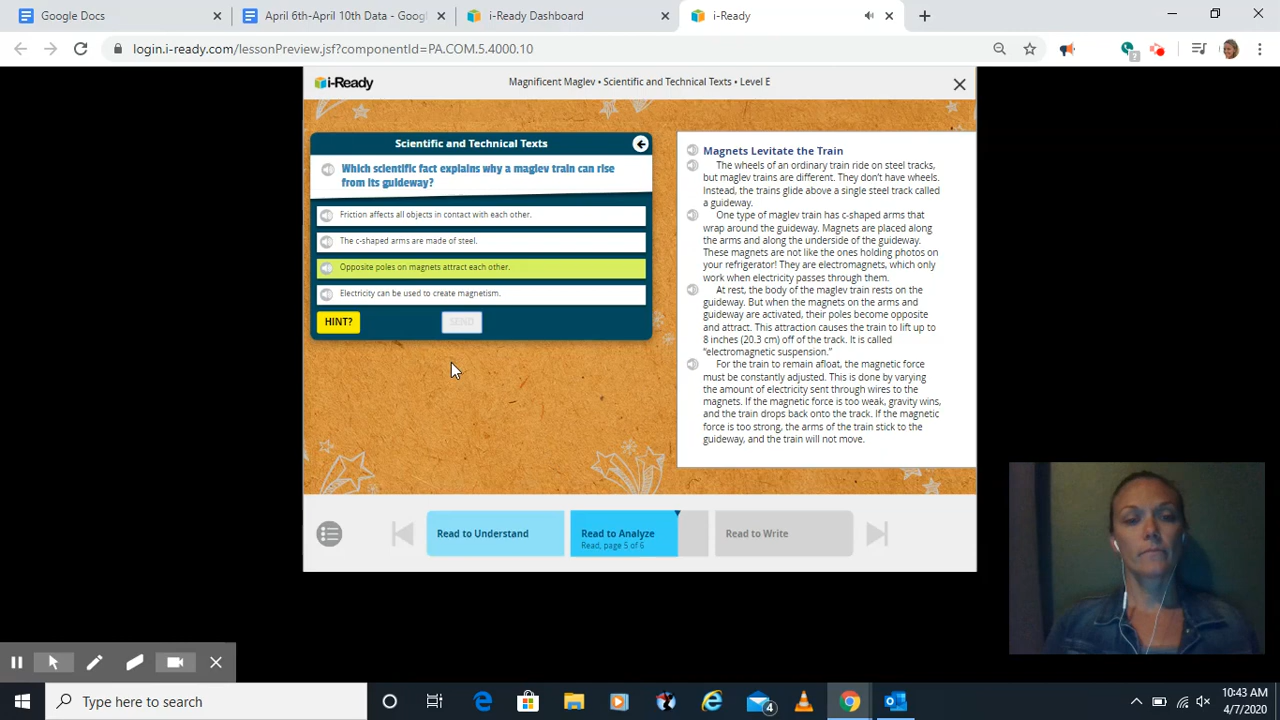 Google Docs
April 6th-April 10th Data - Googl
i-Ready Dashboard
i-Ready
login.i-ready.com/lessonPreview.jsf?componentId=PA.COM.5.4000.10
i-Ready
Magnificent Maglev • Scientific and Technical Texts • Level E
Scientific and Technical Texts
Which scientific fact explains why a maglev train can rise
from its guideway?
Friction affects all objects in contact with each other.
The c-shaped arms are made of steel.
Opposite poles on magnets attract each other.
Electricity can be used to create magnetism.
HINT?
SEND
Magnets Levitate the Train
The wheels of an ordinary train ride on steel tracks,
but maglev trains are different. They don't have wheels.
Instead, the trains glide above a single steel track called
a guideway.
One type of maglev train has c-shaped arms that
wrap around the guideway. Magnets are placed along
the arms and along the underside of the guideway.
These magnets are not like the ones holding photos on
your refrigerator! They are electromagnets, which only
work when electricity passes through them.
At rest, the body of the maglev train rests on the
guideway. But when the magnets on the arms and
guideway are activated, their poles become opposite
and attract. This attraction causes the train to lift up to
8 inches (20.3 cm) off of the track. It is called
"electromagnetic suspension."
For the train to remain afloat, the magnetic force
must be constantly adjusted. This is done by varying
the amount of electricity sent through wires to the
magnets. If the magnetic force is too weak, gravity wins,
and the train drops back onto the track. If the magnetic
force is too strong, the arms of the train stick to the
guideway, and the train will not move.
Read to Understand
Read to Analyze
Read, page 5 of 6
Read to Write
Type here to search
4
10:43 AM
4/7/2020